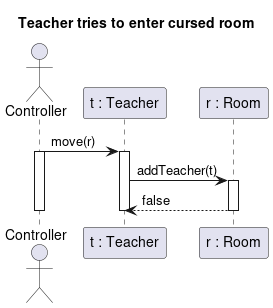 Teacher tries to enter cursed room
Controller
t : Teacher
r : Room
move(r)
addTeacher(t)
false
Controller
t : Teacher
r : Room